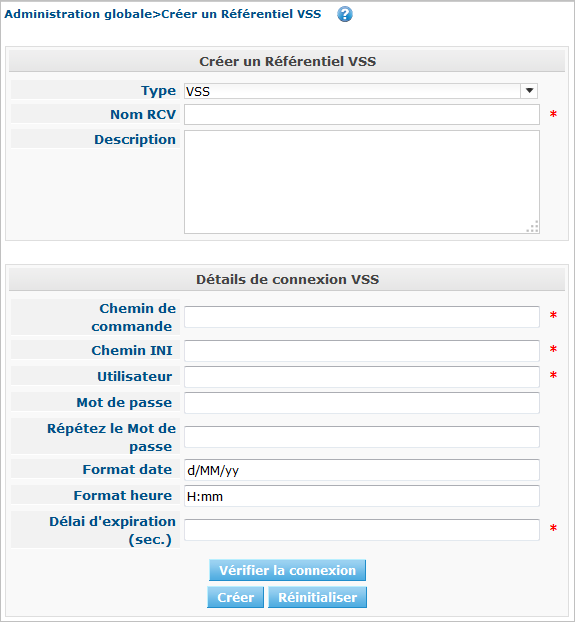 Administration globale>Créer un Référentiel VSS ?
Créer un Référentiel VSS
Type VSS
Nom RCV *
Description
Détails de connexion VSS
Chemin de
commande *
Chemin INI *
Utilisateur *
Mot de passe
Répétez le Mot de
passe
Format date d/MM/yy
Format heure H:mm
Délai d'expiration
(sec.) *
Vérifier la connexion
Créer Réinitialiser